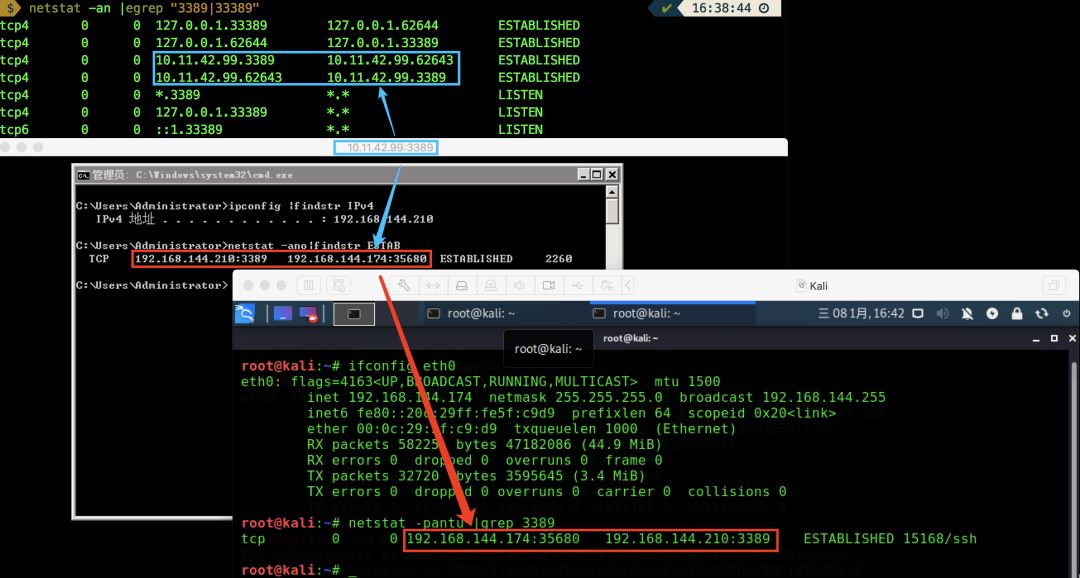 $ netstat -an |egrep "3389|33389"
✔ 16:38:44
tcp4 0 0 127.0.0.1.33389 127.0.0.1.62644 ESTABLISHED
tcp4 0 0 127.0.0.1.62644 127.0.0.1.33389 ESTABLISHED
tcp4 0 0 10.11.42.99.3389 10.11.42.99.62643 ESTABLISHED
tcp4 0 0 10.11.42.99.62643 10.11.42.99.3389 ESTABLISHED
tcp4 0 0 *.3389 *.* LISTEN
tcp4 0 0 127.0.0.1.33389 *.* LISTEN
tcp6 0 0 ::1.33389 *.* LISTEN
10.11.42.99:3389
管理员: C:\Windows\system32\cmd.exe
C:\Users\Administrator>ipconfig |findstr IPv4
IPv4 地址 . . . . . . . . . . . . : 192.168.144.210
C:\Users\Administrator>netstat -ano|findstr ESTAB
TCP 192.168.144.210:3389 192.168.144.174:35680 ESTABLISHED 2260
C:\Users\Administrator>
Kali
root@kali: ~ root@kali: ~ 三 08 1月, 16:42
root@kali: ~
root@kali: ~
root@kali:~# ifconfig eth0
eth0: flags=4163<UP,BROADCAST,RUNNING,MULTICAST> mtu 1500
inet 192.168.144.174 netmask 255.255.255.0 broadcast 192.168.144.255
inet6 fe80::20c:29ff:fe5f:c9d9 prefixlen 64 scopeid 0x20<link>
ether 00:0c:29:5f:c9:d9 txqueuelen 1000 (Ethernet)
RX packets 58225 bytes 47182086 (44.9 MiB)
RX errors 0 dropped 0 overruns 0 frame 0
TX packets 32720 bytes 3595645 (3.4 MiB)
TX errors 0 dropped 0 overruns 0 carrier 0 collisions 0
root@kali:~# netstat -pantu |grep 3389
tcp 0 0 192.168.144.174:35680 192.168.144.210:3389 ESTABLISHED 15168/ssh
root@kali:~#